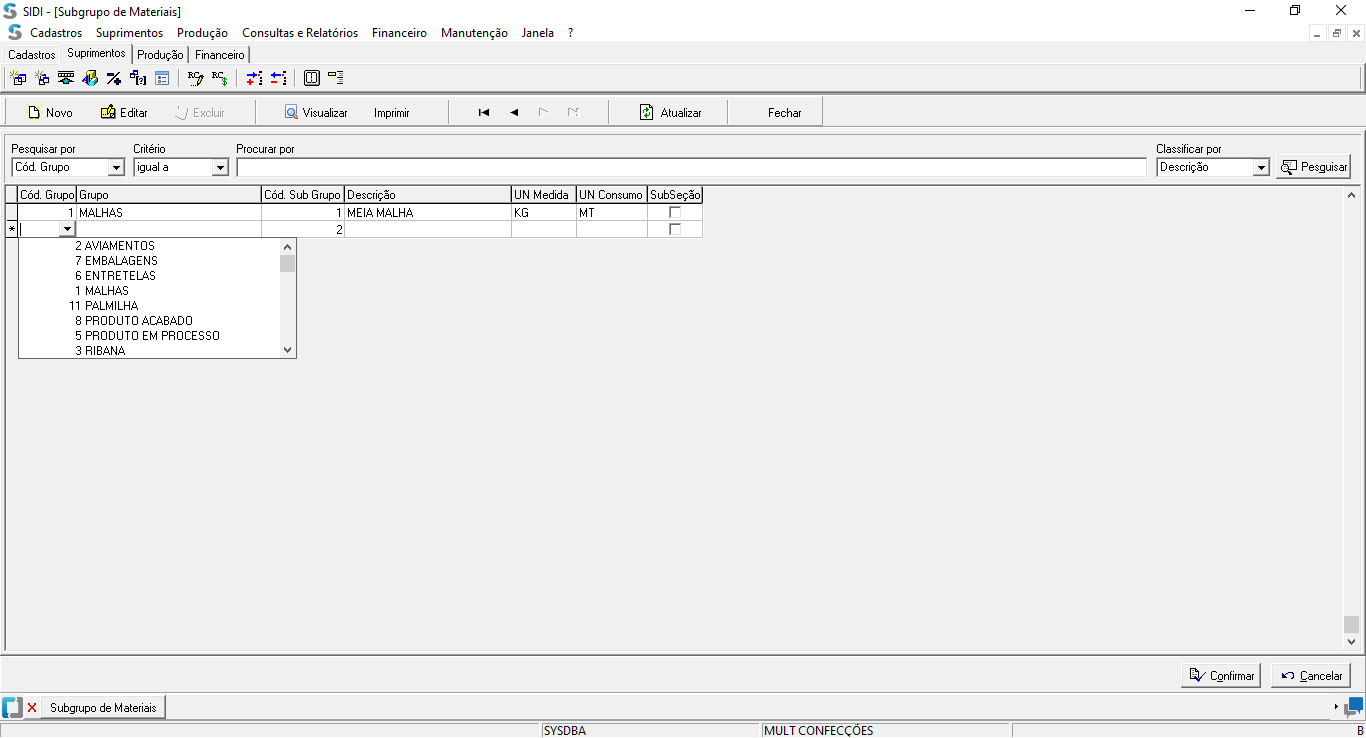 SIDI - [Subgrupo de Materiais]
Cadastros Suprimentos Produção Consultas e Relatórios Financeiro Manutenção Janela ?
Cadastros Suprimentos Produção Financeiro
Novo Editar Excluir Visualizar Imprimir Atualizar Fechar
Pesquisar por Critério Procurar por Classificar por
Cód. Grupo igual a Descrição Pesquisar
Cód. Grupo Grupo Cód. Sub Grupo Descrição UN Medida UN Consumo SubSeção
1 MALHAS 1 MEIA MALHA KG MT
* 2
2 AVIAMENTOS
7 EMBALAGENS
6 ENTRETELAS
1 MALHAS
11 PALMILHA
8 PRODUTO ACABADO
5 PRODUTO EM PROCESSO
3 RIBANA
Confirmar Cancelar
Subgrupo de Materiais
SYSDBA MULT CONFECÇÕES B